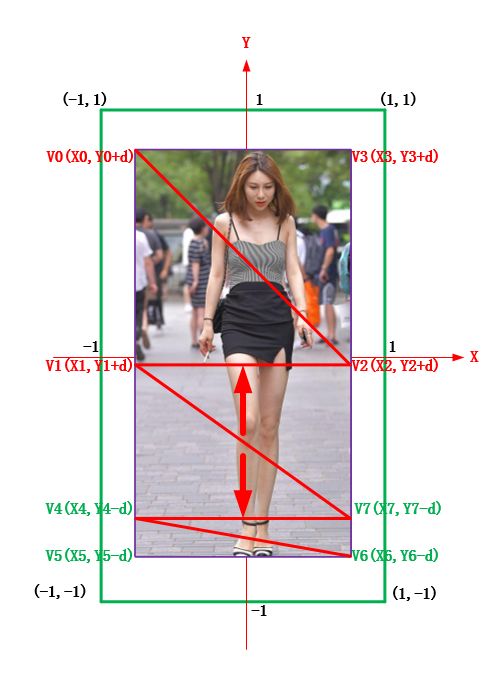 Y
(-1, 1)
1
(1, 1)
V0(X0, Y0+d)
V3(X3, Y3+d)
-1
1
X
V1(X1, Y1+d)
V2(X2, Y2+d)
V4(X4, Y4-d)
V7(X7, Y7-d)
V5(X5, Y5-d)
V6(X6, Y6-d)
(-1, -1)
(1, -1)
-1